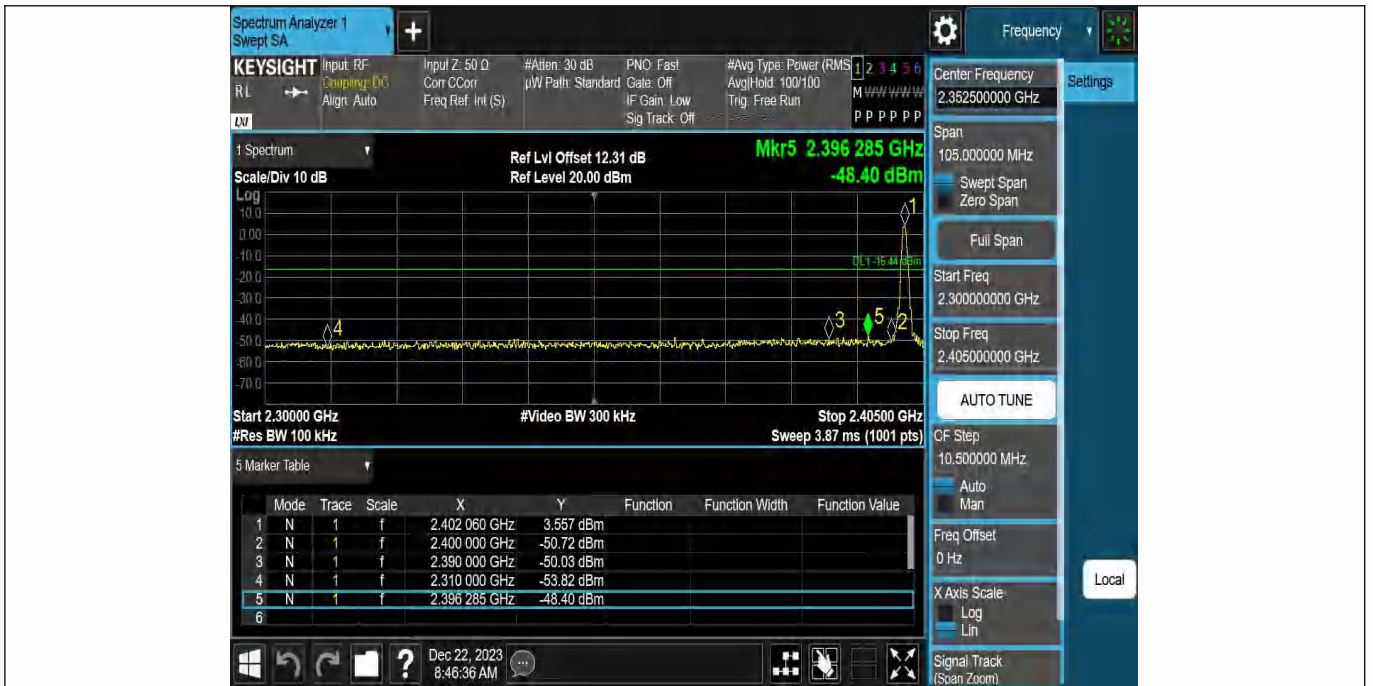 Spectrum Analyzer 1
Swept SA
+
Frequency
KEYSIGHT
RL
LXI
Input: RF
Coupling: DC
Align: Auto
Input Z: 50 Ω
Corr CCorr
Freq Ref: Int (S)
#Atten: 30 dB
µW Path: Standard
PNO: Fast
Gate: Off
IF Gain: Low
Sig Track: Off
#Avg Type: Power (RMS
Avg|Hold: 100/100
Trig: Free Run
1 2 3 4 5 6
M W W W W W
P P P P P P
1 Spectrum
Scale/Div 10 dB
Ref Lvl Offset 12.31 dB
Ref Level 20.00 dBm
Mkr5 2.396 285 GHz
-48.40 dBm
Log
10.0
0.00
-10.0
-20.0
-30.0
-40.0
-50.0
-60.0
-70.0
DL1 -16.44 dBm
1
2
3
4
5
Start 2.30000 GHz
#Res BW 100 kHz
#Video BW 300 kHz
Stop 2.40500 GHz
Sweep 3.87 ms (1001 pts)
5 Marker Table
Mode Trace Scale X Y Function Function Width Function Value
1 N 1 f 2.402 060 GHz 3.557 dBm
2 N 1 f 2.400 000 GHz -50.72 dBm
3 N 1 f 2.390 000 GHz -50.03 dBm
4 N 1 f 2.310 000 GHz -53.82 dBm
5 N 1 f 2.396 285 GHz -48.40 dBm
6
Dec 22, 2023
8:46:36 AM
?
Center Frequency
2.352500000 GHz
Span
105.000000 MHz
Swept Span
Zero Span
Full Span
Start Freq
2.300000000 GHz
Stop Freq
2.405000000 GHz
AUTO TUNE
CF Step
10.500000 MHz
Auto
Man
Freq Offset
0 Hz
X Axis Scale
Log
Lin
Signal Track
(Span Zoom)
Settings
Local